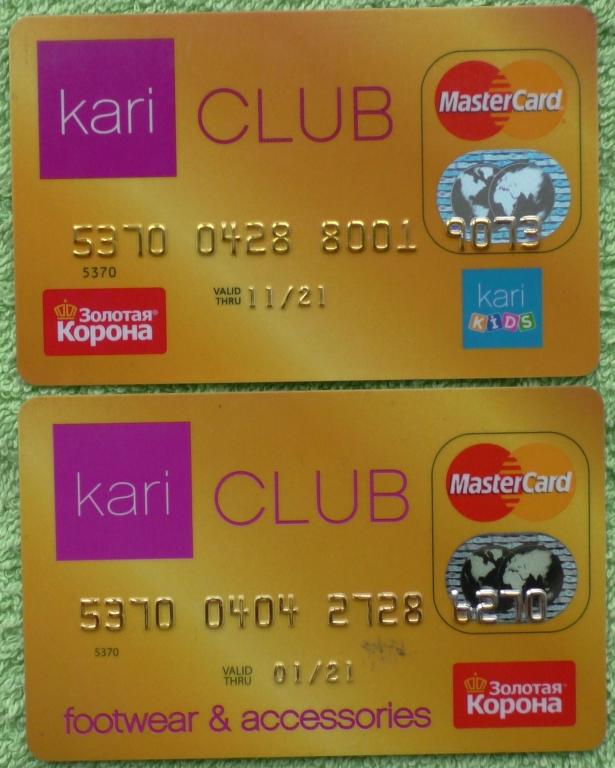 kari CLUB
MasterCard
5370 0428 8001 9073
5370
VALID THRU 11/21
Золотая Корона
kari KiDS
kari CLUB
MasterCard
5370 0404 2728 6270
5370
VALID THRU 01/21
footwear & accessories
Золотая Корона